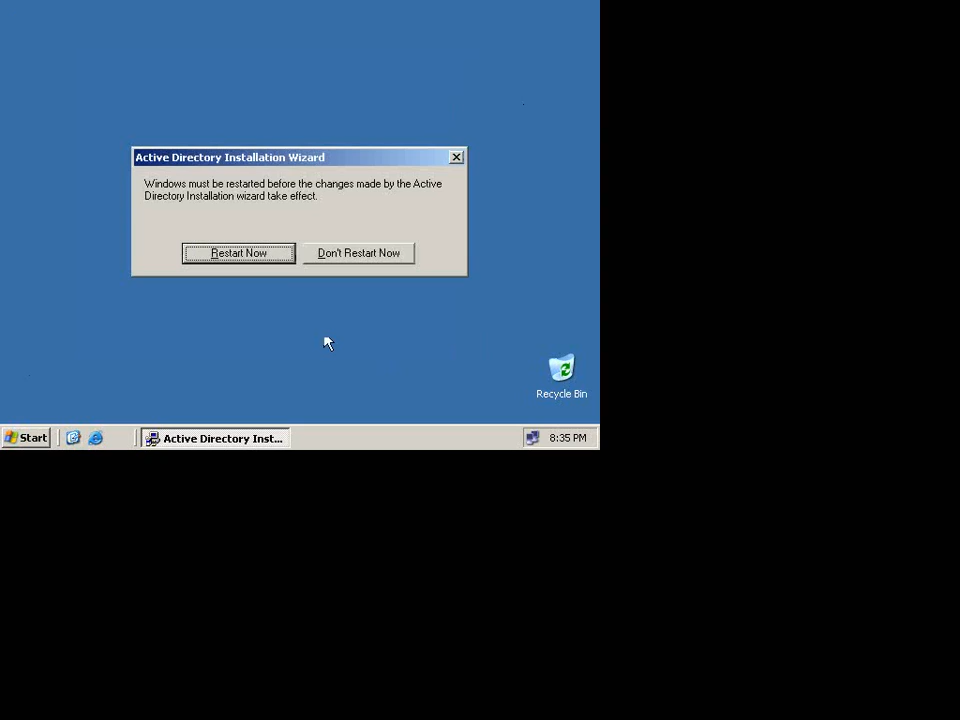 Active Directory Installation Wizard
Windows must be restarted before the changes made by the Active
Directory Installation wizard take effect.
Restart Now
Don't Restart Now
Recycle Bin
Start
Active Directory Inst...
8:35 PM